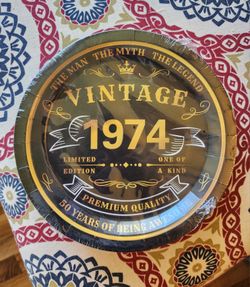 THE MAN THE MYTH THE LEGEND
VINTAGE
1974
LIMITED EDITION
ONE OF A KIND
PREMIUM QUALITY
50 YEARS OF BEING AWESOME